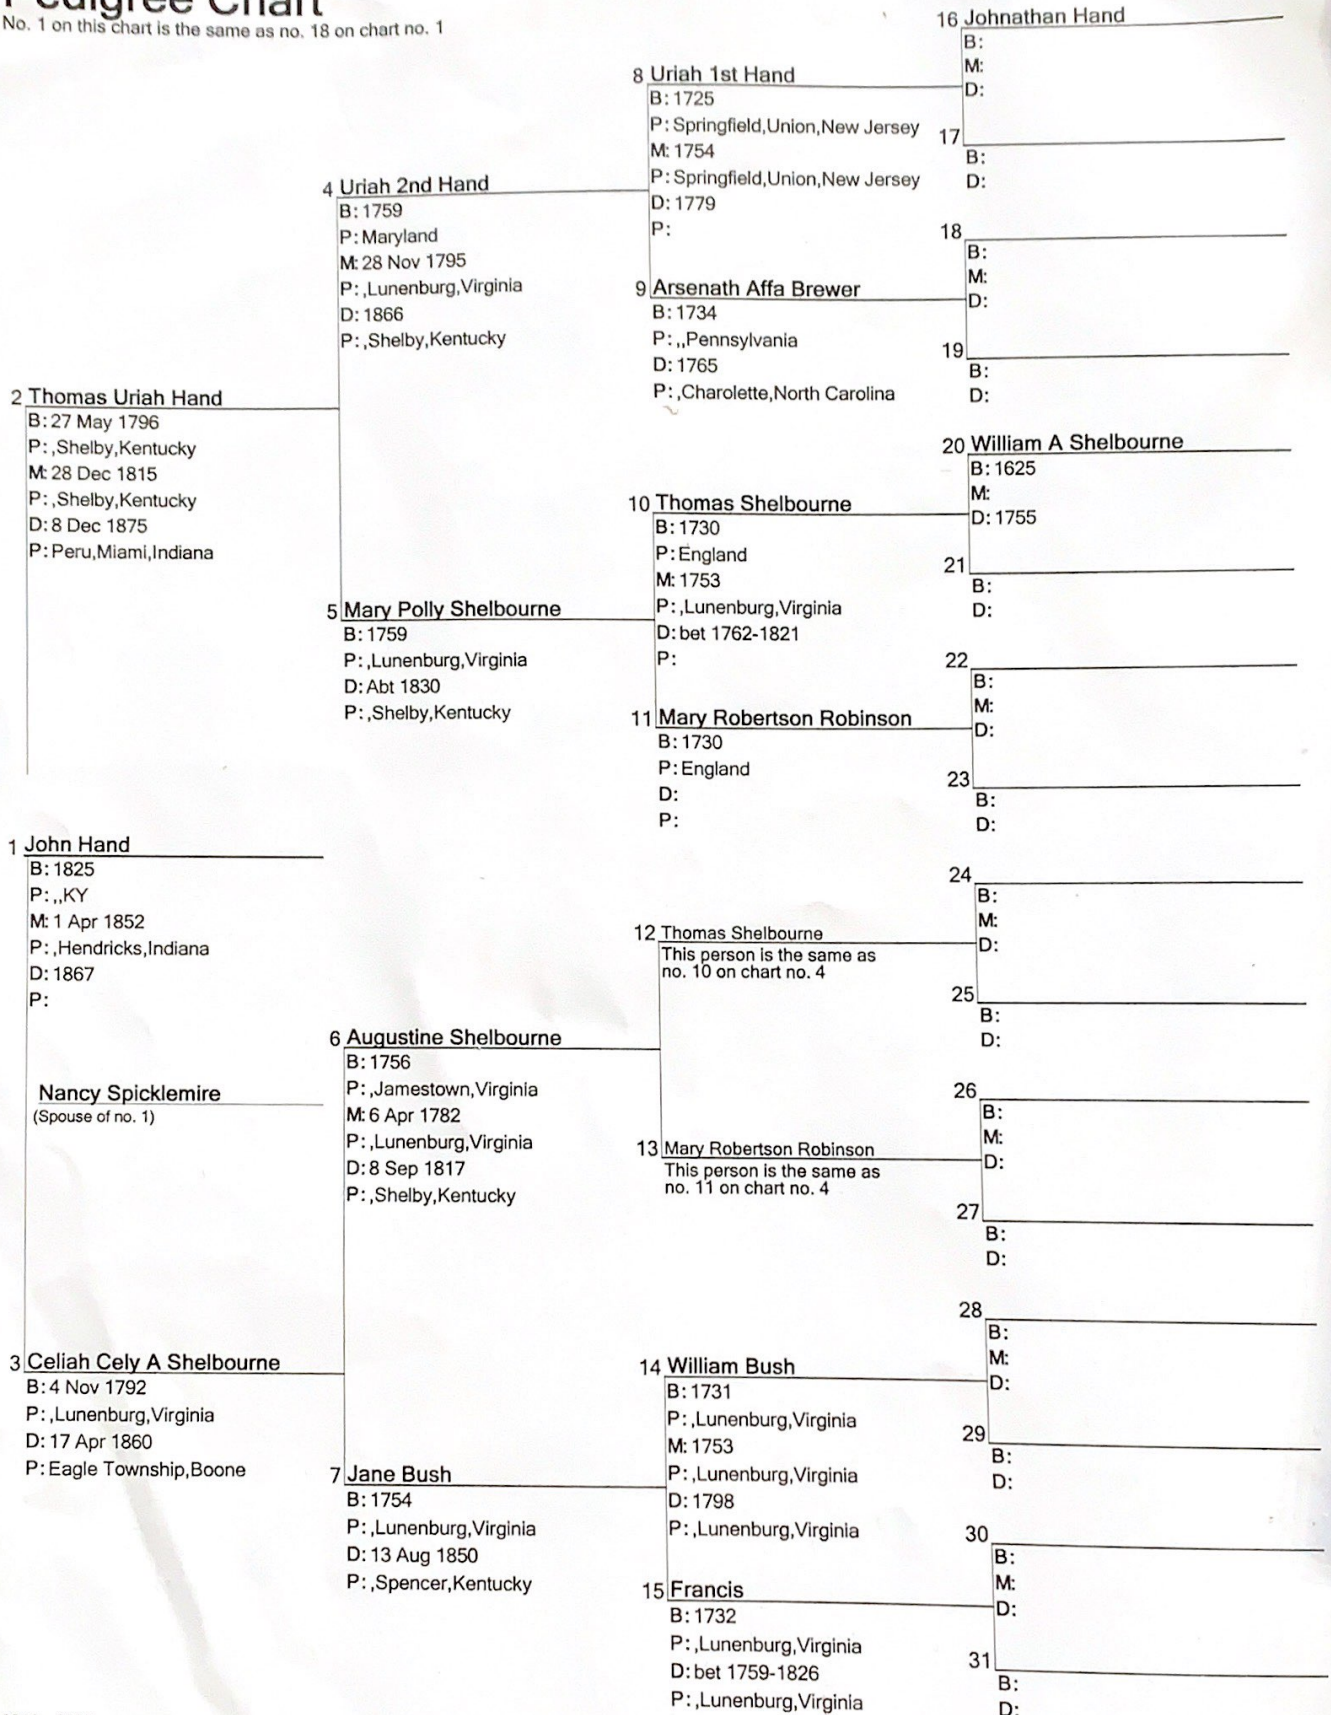 Pedigree Chart
No. 1 on this chart is the same as no. 18 on chart no. 1
16 Johnathan Hand
B:
M:
D:
8 Uriah 1st Hand
B: 1725
P: Springfield,Union,New Jersey
M: 1754
P: Springfield,Union,New Jersey
D: 1779
P:
17
B:
D:
4 Uriah 2nd Hand
B: 1759
P: Maryland
M: 28 Nov 1795
P: ,Lunenburg,Virginia
D: 1866
P: ,Shelby,Kentucky
18
B:
M:
D:
9 Arsenath Affa Brewer
B: 1734
P: ,,Pennsylvania
D: 1765
P: ,Charolette,North Carolina
19
B:
D:
2 Thomas Uriah Hand
B: 27 May 1796
P: ,Shelby,Kentucky
M: 28 Dec 1815
P: ,Shelby,Kentucky
D: 8 Dec 1875
P: Peru,Miami,Indiana
20 William A Shelbourne
B: 1625
M:
D: 1755
10 Thomas Shelbourne
B: 1730
P: England
M: 1753
P: ,Lunenburg,Virginia
D: bet 1762-1821
P:
21
B:
D:
5 Mary Polly Shelbourne
B: 1759
P: ,Lunenburg,Virginia
D: Abt 1830
P: ,Shelby,Kentucky
22
B:
M:
D:
11 Mary Robertson Robinson
B: 1730
P: England
D:
P:
23
B:
D:
1 John Hand
B: 1825
P: ,,KY
M: 1 Apr 1852
P: ,Hendricks,Indiana
D: 1867
P:
24
B:
M:
D:
12 Thomas Shelbourne
This person is the same as
no. 10 on chart no. 4
25
B:
D:
6 Augustine Shelbourne
B: 1756
P: ,Jamestown,Virginia
M: 6 Apr 1782
P: ,Lunenburg,Virginia
D: 8 Sep 1817
P: ,Shelby,Kentucky
Nancy Spicklemire
(Spouse of no. 1)
26
B:
M:
D:
13 Mary Robertson Robinson
This person is the same as
no. 11 on chart no. 4
27
B:
D:
3 Celiah Cely A Shelbourne
B: 4 Nov 1792
P: ,Lunenburg,Virginia
D: 17 Apr 1860
P: Eagle Township,Boone
28
B:
M:
D:
14 William Bush
B: 1731
P: ,Lunenburg,Virginia
M: 1753
P: ,Lunenburg,Virginia
D: 1798
P: ,Lunenburg,Virginia
29
B:
D:
7 Jane Bush
B: 1754
P: ,Lunenburg,Virginia
D: 13 Aug 1850
P: ,Spencer,Kentucky
30
B:
M:
D:
15 Francis
B: 1732
P: ,Lunenburg,Virginia
D: bet 1759-1826
P: ,Lunenburg,Virginia
31
B:
D: